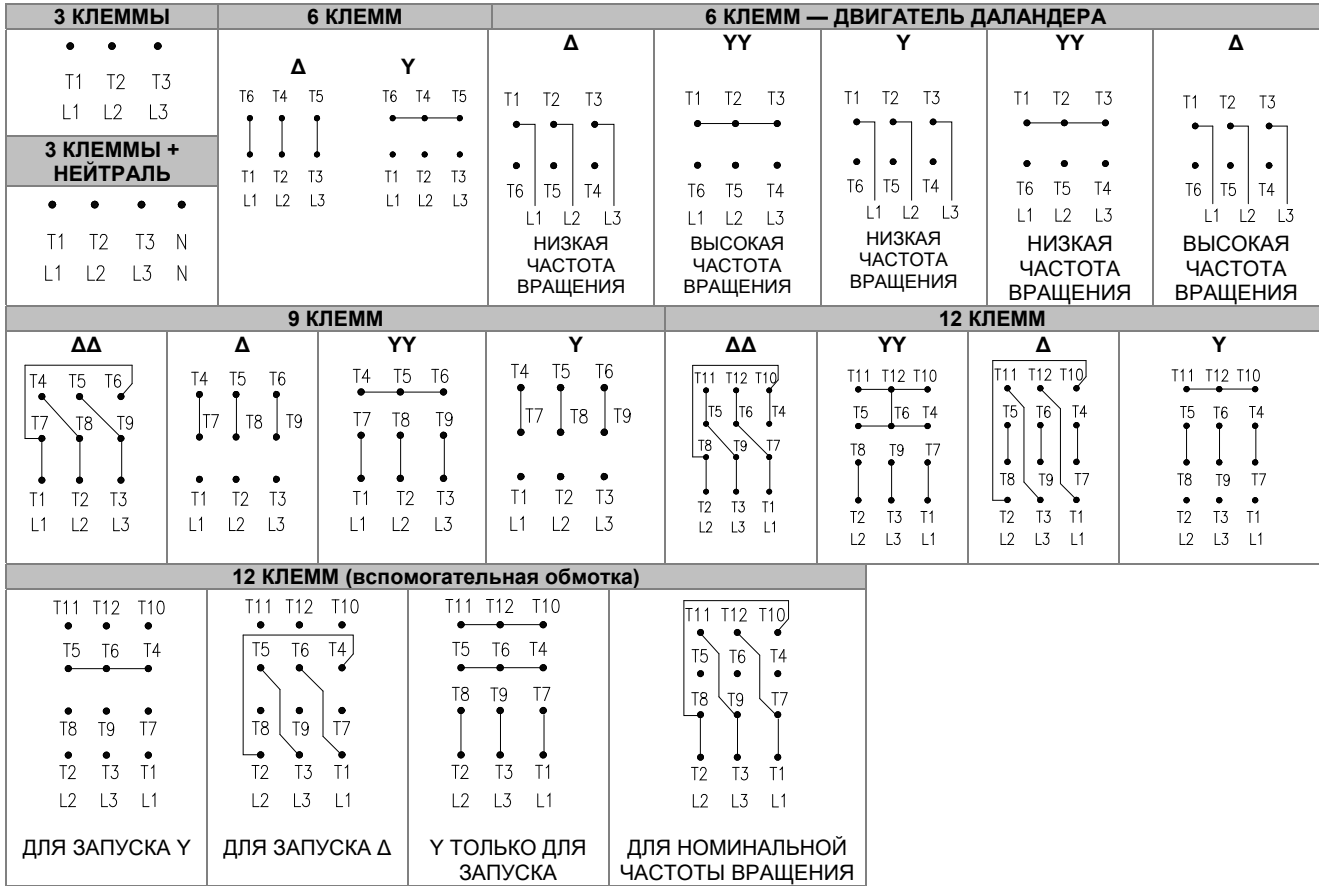 3 КЛЕММЫ
6 КЛЕММ
6 КЛЕММ — ДВИГАТЕЛЬ ДАЛАНДЕРА
T1 T2 T3
L1 L2 L3
3 КЛЕММЫ +
НЕЙТРАЛЬ
T1 T2 T3 N
L1 L2 L3 N
Δ Y
T6 T4 T5 T6 T4 T5
T1 T2 T3 T1 T2 T3
L1 L2 L3 L1 L2 L3
Δ
T1 T2 T3
T6 T5 T4
L1 L2 L3
НИЗКАЯ
ЧАСТОТА
ВРАЩЕНИЯ
YY
T1 T2 T3
T6 T5 T4
L1 L2 L3
ВЫСОКАЯ
ЧАСТОТА
ВРАЩЕНИЯ
Y
T1 T2 T3
T6 T5 T4
L1 L2 L3
НИЗКАЯ
ЧАСТОТА
ВРАЩЕНИЯ
YY
T1 T2 T3
T6 T5 T4
L1 L2 L3
НИЗКАЯ
ЧАСТОТА
ВРАЩЕНИЯ
Δ
T1 T2 T3
T6 T5 T4
L1 L2 L3
ВЫСОКАЯ
ЧАСТОТА
ВРАЩЕНИЯ
9 КЛЕММ
12 КЛЕММ
ΔΔ
T4 T5 T6
T7 T8 T9
T1 T2 T3
L1 L2 L3
Δ
T4 T5 T6
T7 T8 T9
T1 T2 T3
L1 L2 L3
YY
T4 T5 T6
T7 T8 T9
T1 T2 T3
L1 L2 L3
Y
T4 T5 T6
T7 T8 T9
T1 T2 T3
L1 L2 L3
ΔΔ
T11 T12 T10
T5 T6 T4
T8 T9 T7
T2 T3 T1
L2 L3 L1
YY
T11 T12 T10
T5 T6 T4
T8 T9 T7
T2 T3 T1
L2 L3 L1
Δ
T11 T12 T10
T5 T6 T4
T8 T9 T7
T2 T3 T1
L2 L3 L1
Y
T11 T12 T10
T5 T6 T4
T8 T9 T7
T2 T3 T1
L2 L3 L1
12 КЛЕММ (вспомогательная обмотка)
T11 T12 T10
T5 T6 T4
T8 T9 T7
T2 T3 T1
L2 L3 L1
ДЛЯ ЗАПУСКА Y
T11 T12 T10
T5 T6 T4
T8 T9 T7
T2 T3 T1
L2 L3 L1
ДЛЯ ЗАПУСКА Δ
T11 T12 T10
T5 T6 T4
T8 T9 T7
T2 T3 T1
L2 L3 L1
Y ТОЛЬКО ДЛЯ
ЗАПУСКА
T11 T12 T10
T5 T6 T4
T8 T9 T7
T2 T3 T1
L2 L3 L1
ДЛЯ НОМИНАЛЬНОЙ
ЧАСТОТЫ ВРАЩЕНИЯ